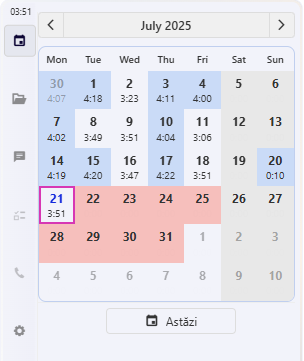 03:51
July 2025
Mon Tue Wed Thu Fri Sat Sun
30 1 2 3 4 5 6
4:07 4:18 3:23 4:11 4:00
7 8 9 10 11 12 13
4:02 3:49 3:51 4:04 3:06
14 15 16 17 18 19 20
4:19 4:20 3:47 4:22 3:51 0:10
21 22 23 24 25 26 27
3:51
28 29 30 31 1 2 3
4 5 6 7 8 9 10
Astăzi